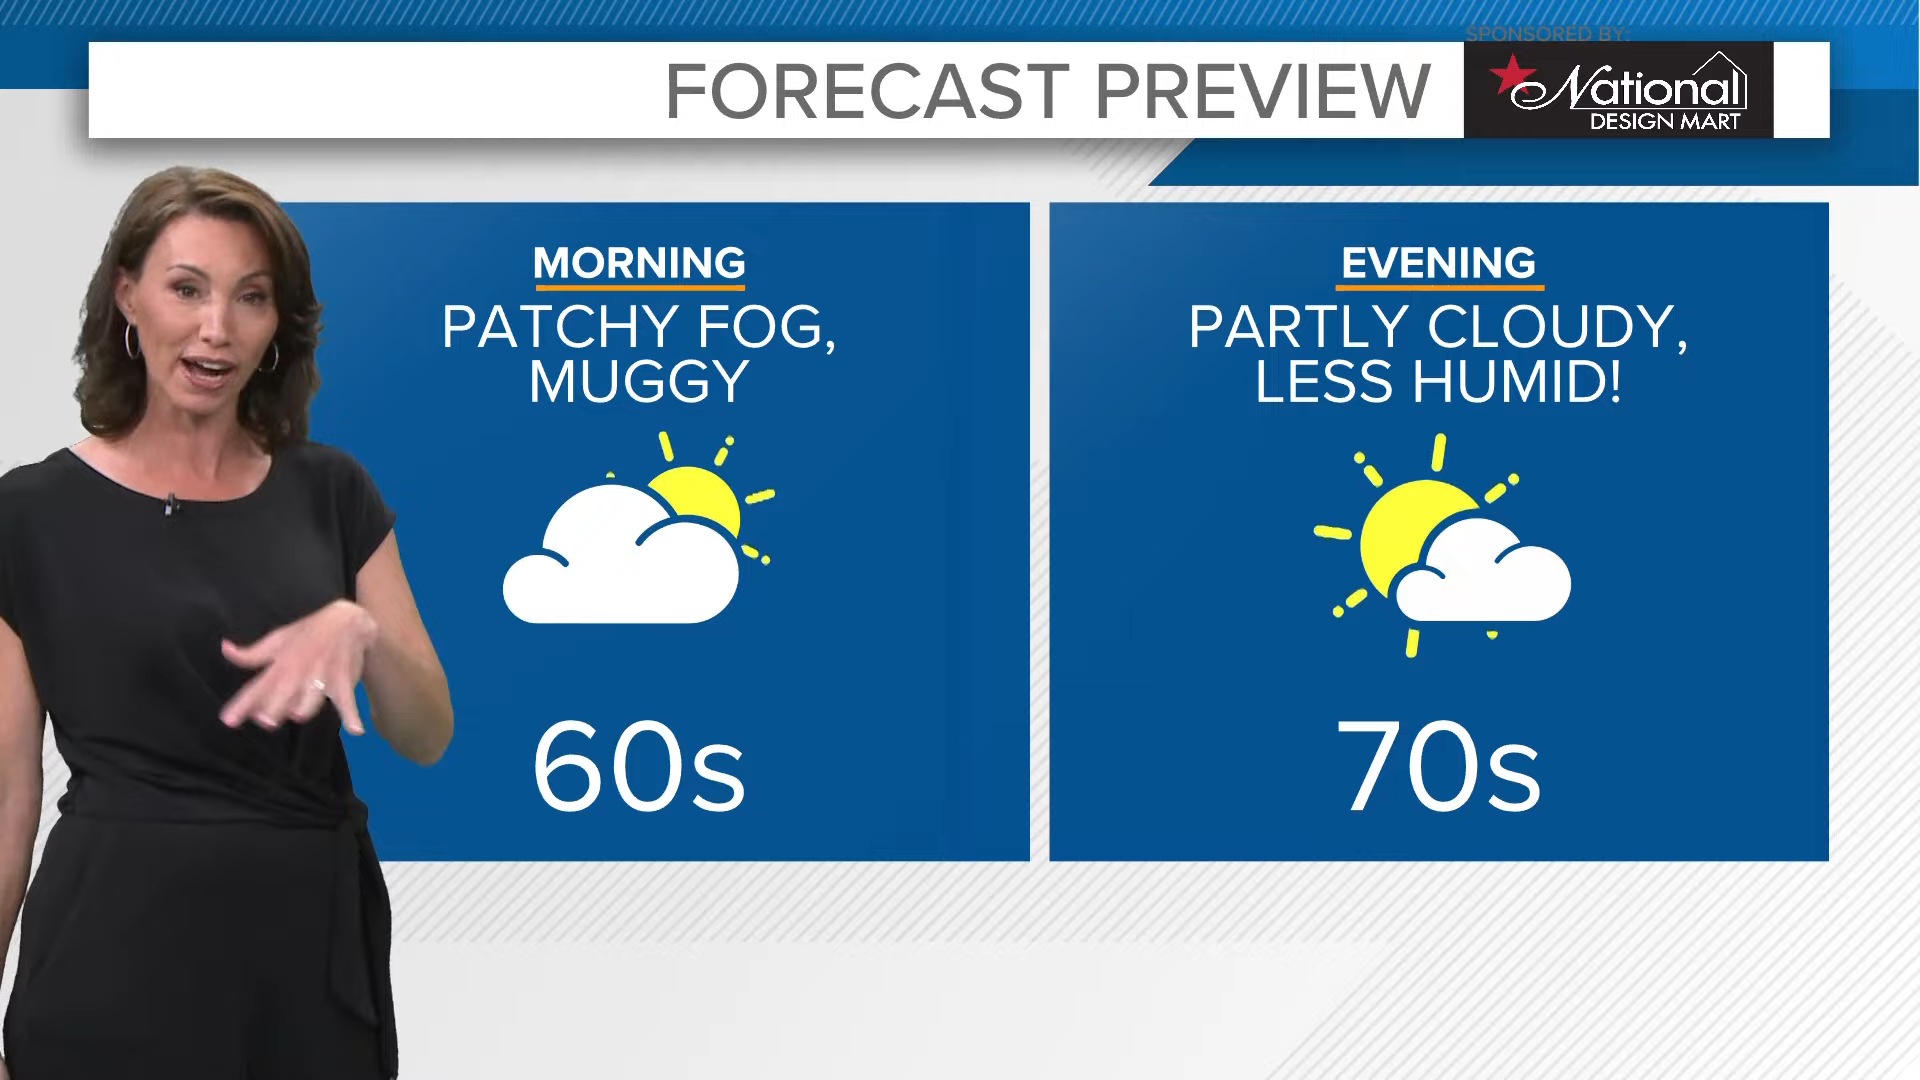 SPONSORED BY:
FORECAST PREVIEW
National
DESIGN MART
MORNING
PATCHY FOG,
MUGGY
60s
EVENING
PARTLY CLOUDY,
LESS HUMID!
70s